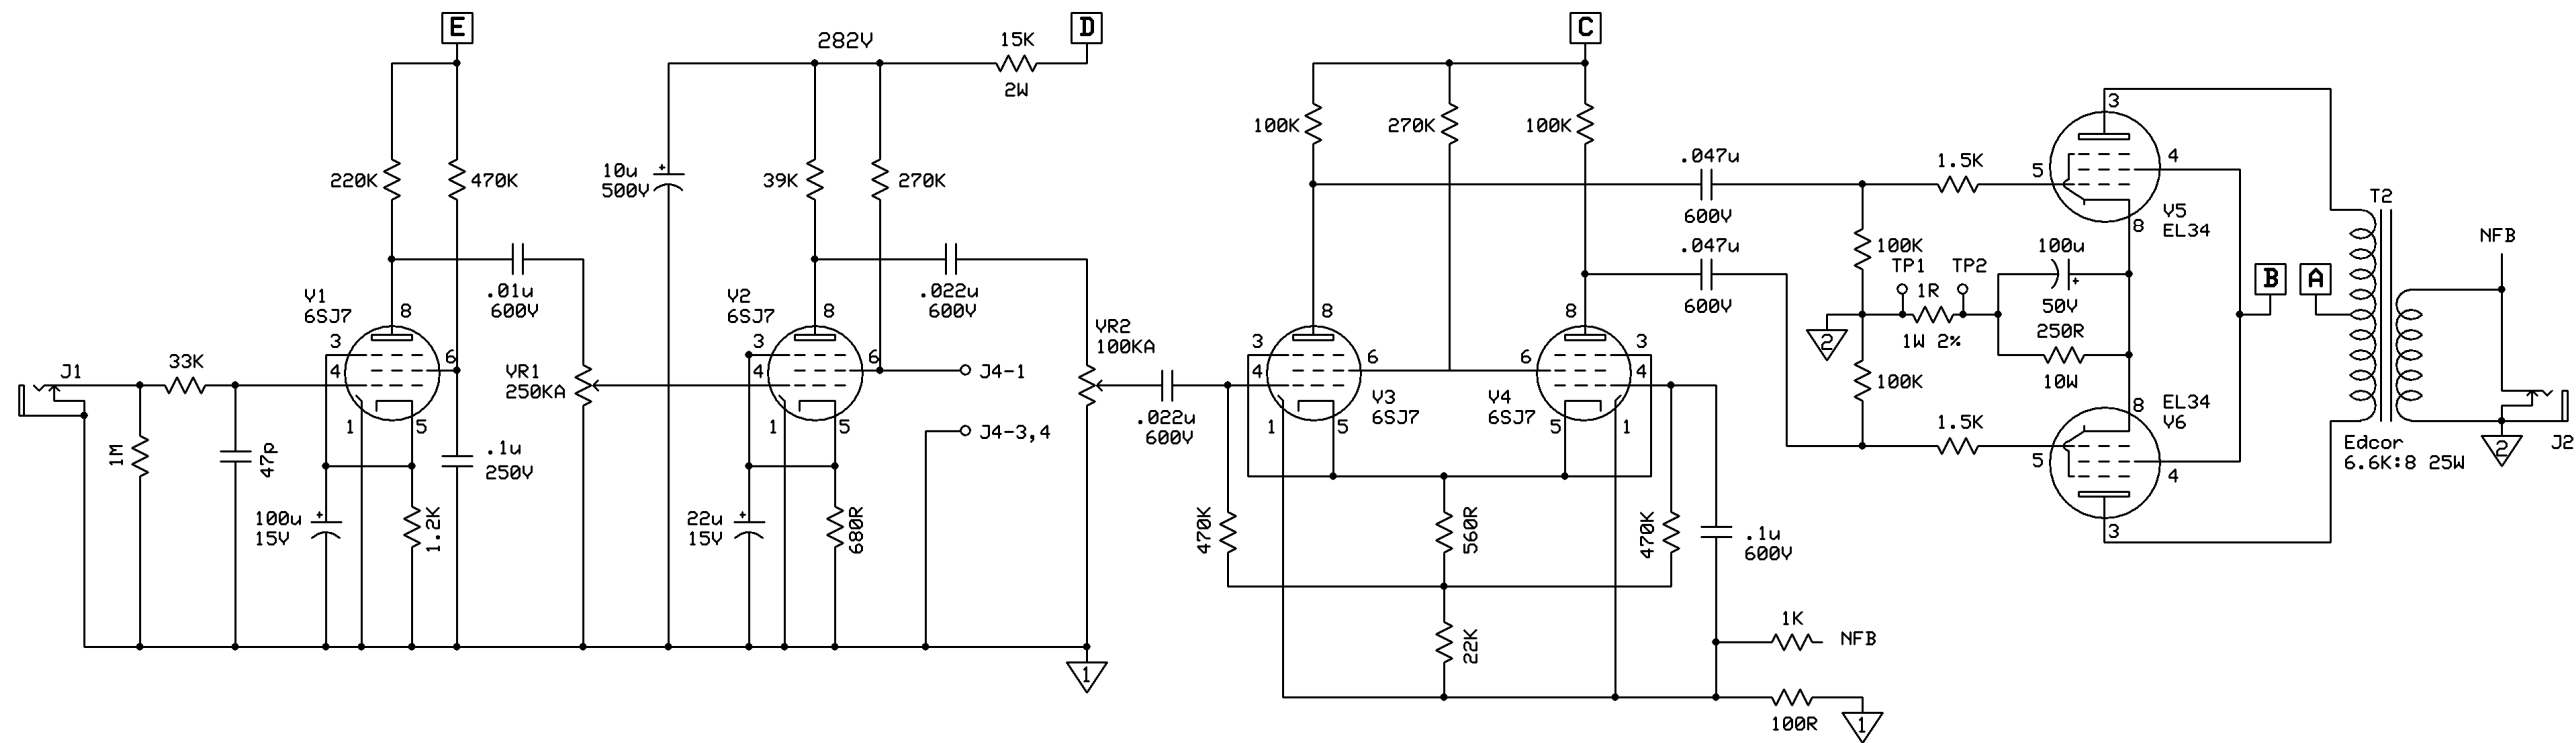 E
D
C
282V
15K
2W
220K
470K
10u
500V
39K
270K
100K
270K
100K
.047u
600V
.047u
600V
1.5K
3
4
5
8
V5
EL34
T2
NFB
100K
TP1
TP2
1R
1W 2%
100u
+
50V
250R
10W
B
A
2
100K
1.5K
8
EL34
V6
5
4
3
Edcor
6.6K:8 25W
2
J2
J1
33K
1M
47p
V1
6SJ7
8
3
4
6
1
5
.01u
600V
VR1
250KA
.1u
250V
100u
15V
+
1.2K
+
V2
6SJ7
8
3
4
6
1
5
.022u
600V
J4-1
J4-3,4
22u
15V
+
680R
VR2
100KA
1
.022u
600V
8
3
4
6
1
5
V3
6SJ7
8
6
3
4
5
1
V4
6SJ7
470K
560R
470K
.1u
600V
22K
1K
NFB
100R
1